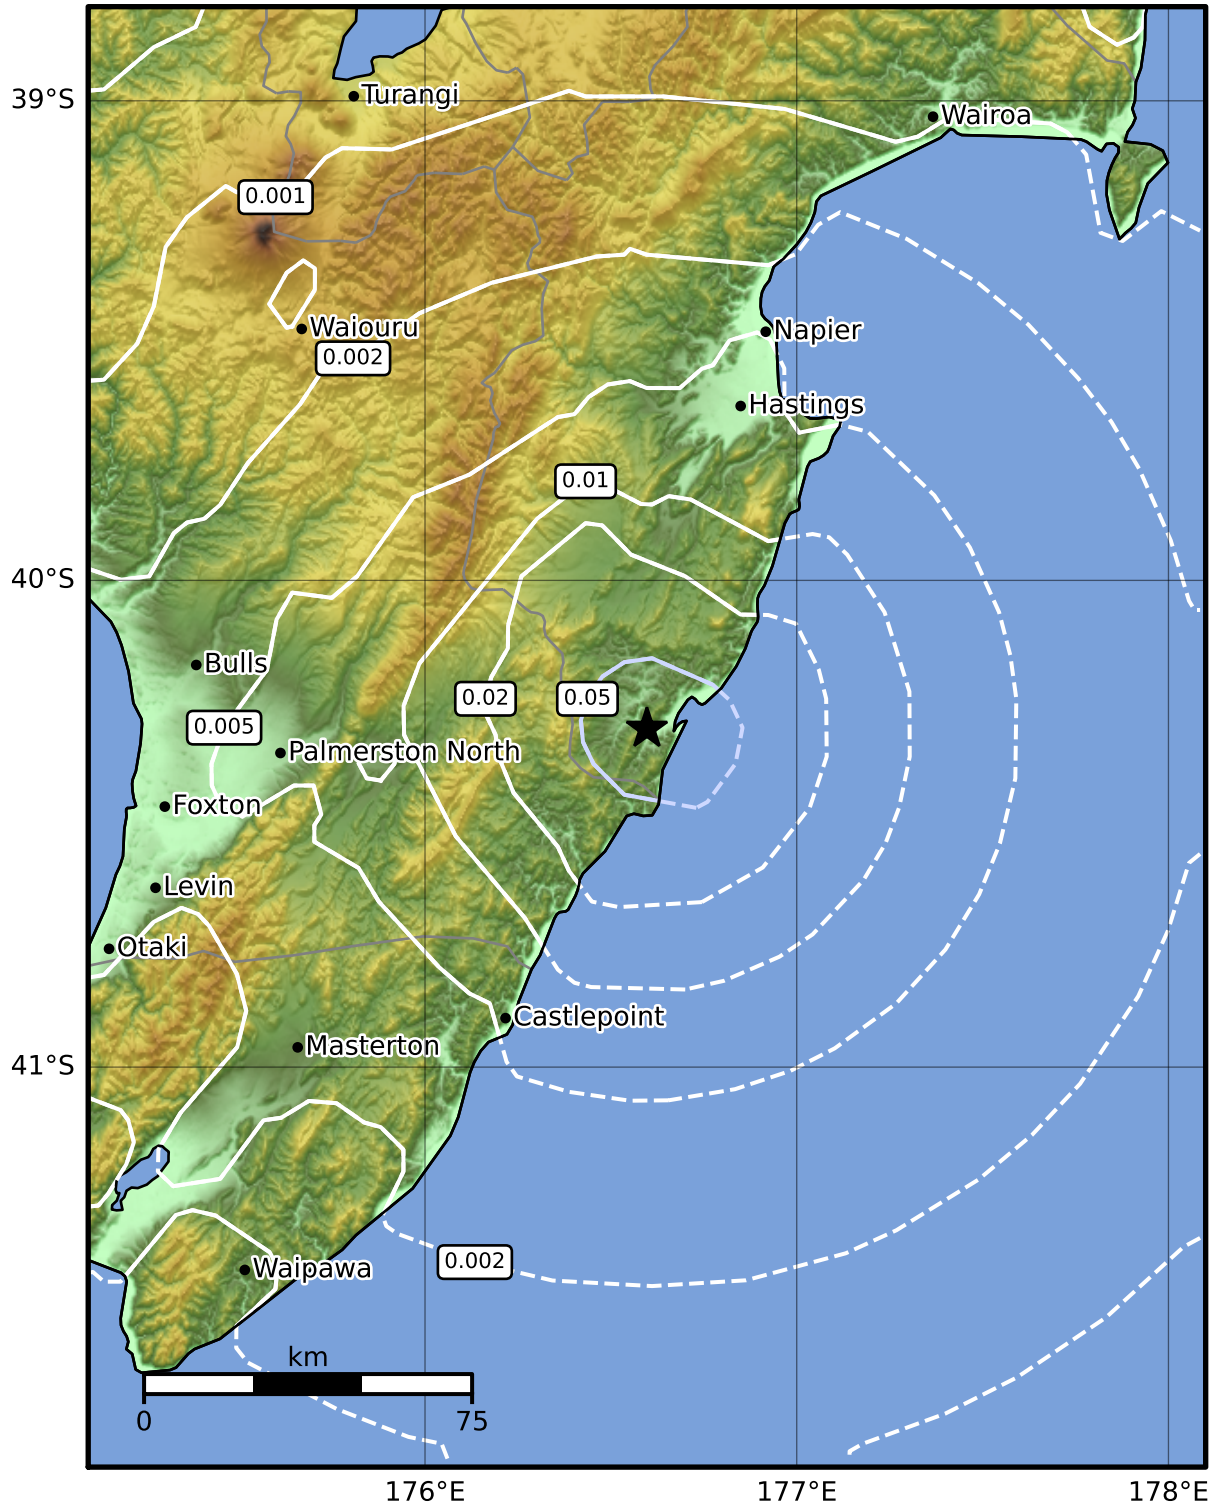 39°S
Turangi
Wairoa
0.001
Waiouru
0.002
Napier
Hastings
0.01
40°S
Bulls
0.02
0.05
0.005
Palmerston North
Foxton
Levin
Otaki
Castlepoint
Masterton
41°S
0.002
Waipawa
km
0
75
176°E
177°E
178°E